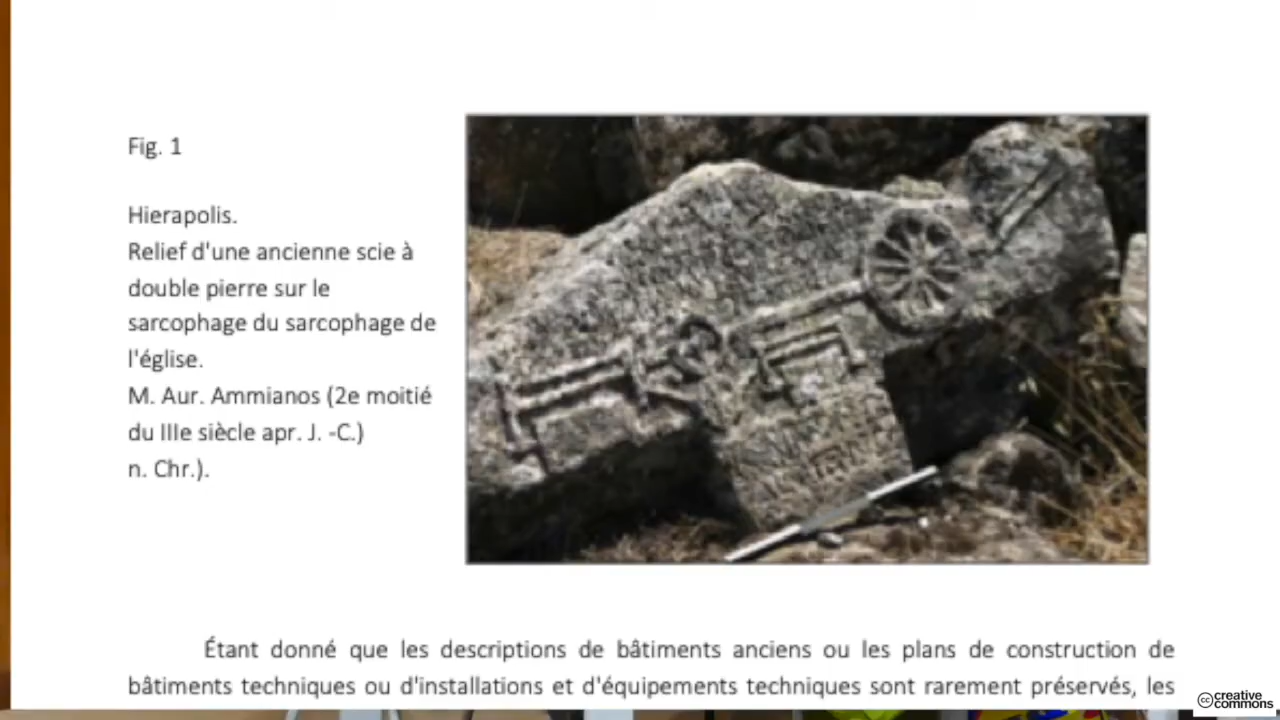 Fig. 1
Hierapolis.
Relief d'une ancienne scie à
double pierre sur le
sarcophage du sarcophage de
l'église.
M. Aur. Ammianos (2e moitié
du IIIe siècle apr. J. -C.)
n. Chr.).
Étant donné que les descriptions de bâtiments anciens ou les plans de construction de
bâtiments techniques ou d'installations et d'équipements techniques sont rarement préservés, les
cc creative
commons